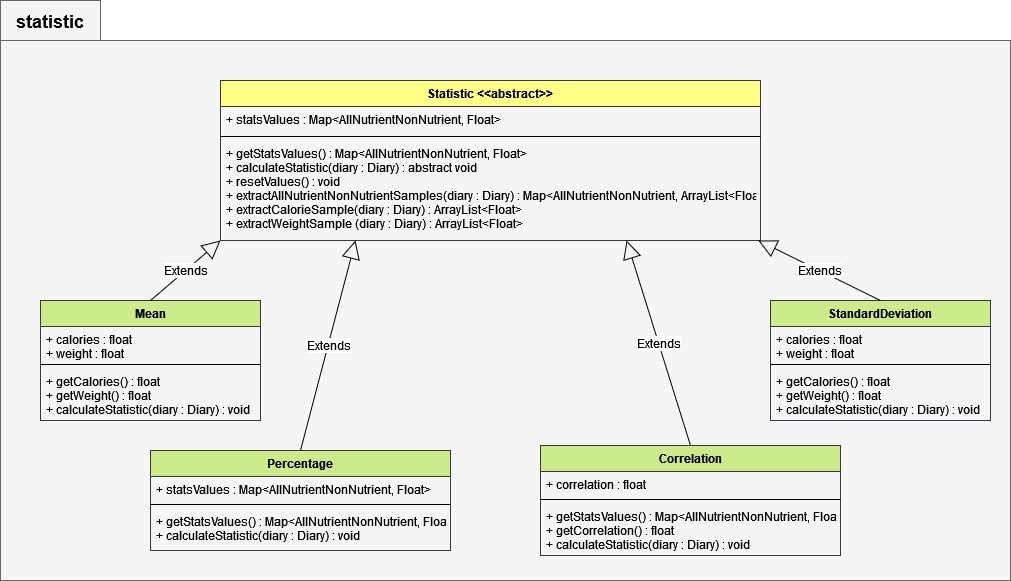 statistic
Statistic <<abstract>>
+ statsValues : Map<AllNutrientNonNutrient, Float>
+ getStatsValues() : Map<AllNutrientNonNutrient, Float>
+ calculateStatistic(diary : Diary) : abstract void
+ resetValues() : void
+ extractAllNutrientNonNutrientSamples(diary : Diary) : Map<AllNutrientNonNutrient, ArrayList<Floa
+ extractCalorieSample(diary : Diary) : ArrayList<Float>
+ extractWeightSample (diary : Diary) : ArrayList<Float>
Extends
Extends
Extends
Extends
Mean
+ calories : float
+ weight : float
+ getCalories() : float
+ getWeight() : float
+ calculateStatistic(diary : Diary) : void
StandardDeviation
+ calories : float
+ weight : float
+ getCalories() : float
+ getWeight() : float
+ calculateStatistic(diary : Diary) : void
Percentage
+ statsValues : Map<AllNutrientNonNutrient, Float>
+ getStatsValues() : Map<AllNutrientNonNutrient, Floa
+ calculateStatistic(diary : Diary) : void
Correlation
+ correlation : float
+ getStatsValues() : Map<AllNutrientNonNutrient, Floa
+ getCorrelation() : float
+ calculateStatistic(diary : Diary) : void